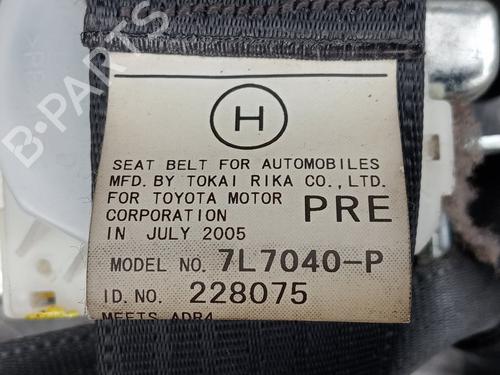 H
SEAT BELT FOR AUTOMOBILES
MFD. BY TOKAI RIKA CO., LTD.
FOR TOYOTA MOTOR
CORPORATION PRE
IN JULY 2005
MODEL NO. 7L7040-P
ID.NO. 228075
MEETS ADR4
B-PARTS